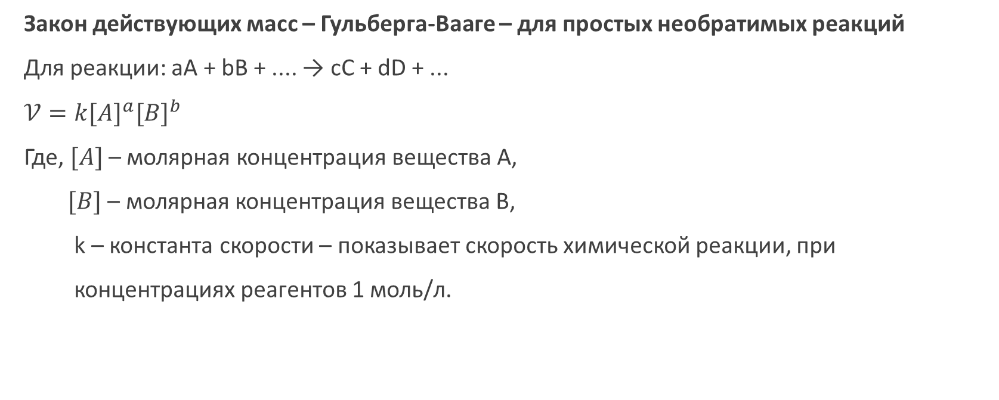 Закон действующих масс – Гульберга-Вааге – для простых необратимых реакций
Для реакции: aA + bB + .... → cC + dD + ...
𝒱 = k[A]ᵃ[B]ᵇ
Где, [A] – молярная концентрация вещества А,
[B] – молярная концентрация вещества В,
k – константа скорости – показывает скорость химической реакции, при
концентрациях реагентов 1 моль/л.